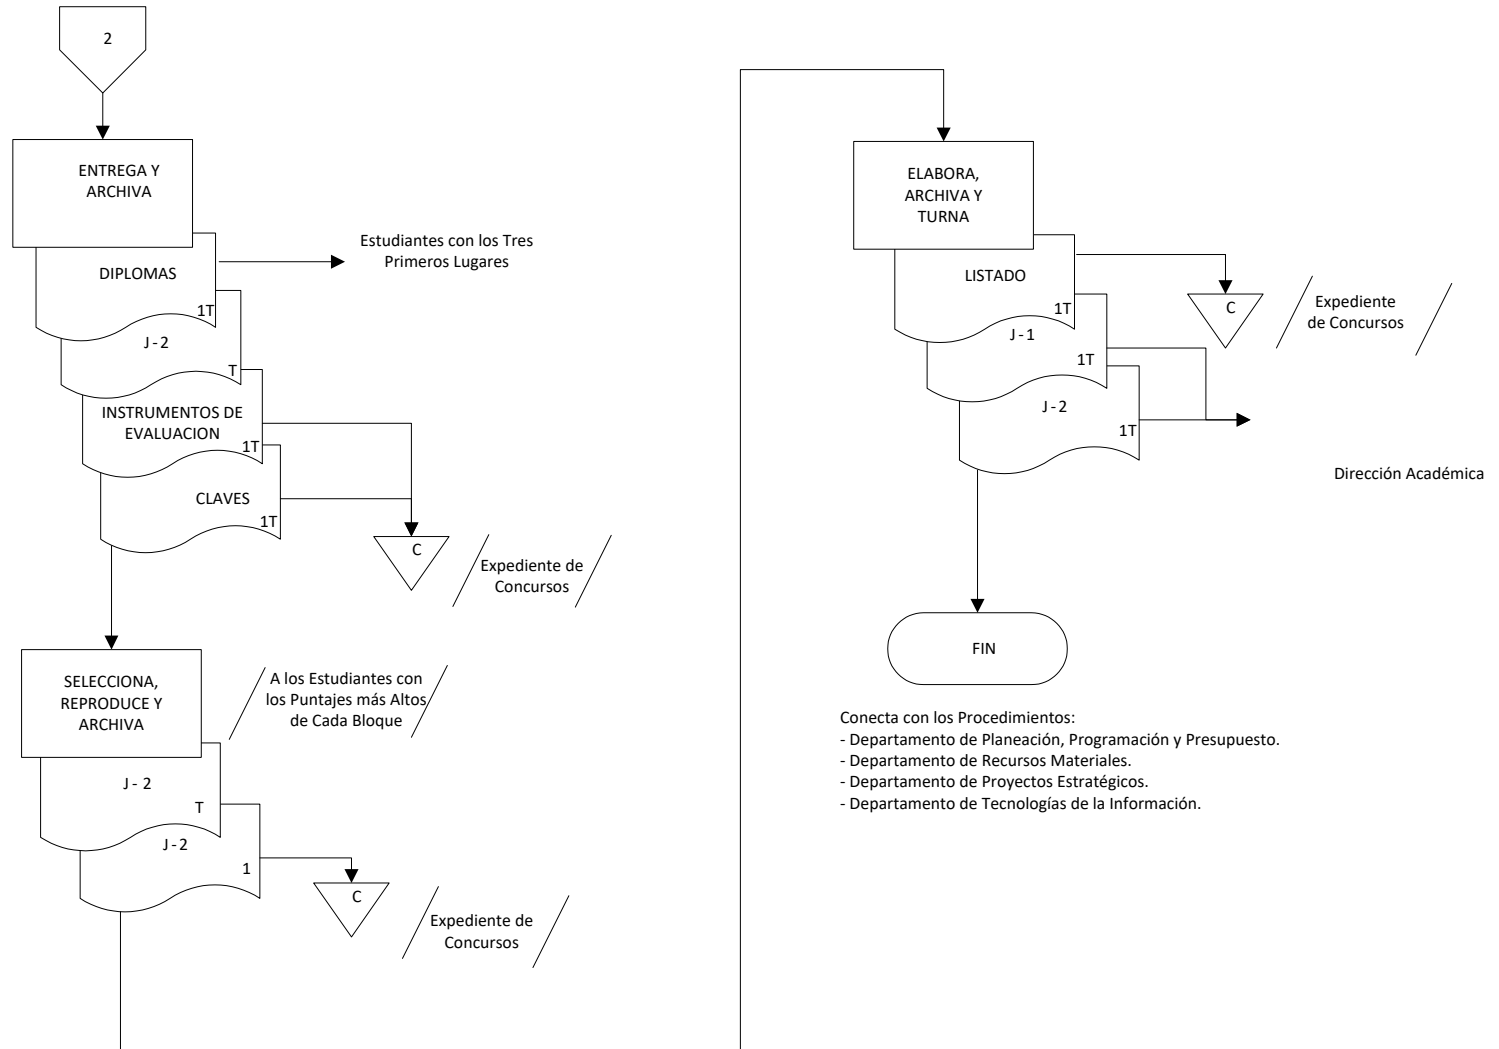 2
ENTREGA Y
ARCHIVA
Estudiantes con los Tres
Primeros Lugares
DIPLOMAS
1T
J - 2
T
INSTRUMENTOS DE
EVALUACION
1T
CLAVES
1T
C
Expediente de
Concursos
SELECCIONA,
REPRODUCE Y
ARCHIVA
A los Estudiantes con
los Puntajes más Altos
de Cada Bloque
J - 2
T
J - 2
1
C
Expediente de
Concursos
ELABORA,
ARCHIVA Y
TURNA
LISTADO
1T
C
Expediente
de Concursos
J - 1
1T
J - 2
1T
Dirección Académica
FIN
Conecta con los Procedimientos:
- Departamento de Planeación, Programación y Presupuesto.
- Departamento de Recursos Materiales.
- Departamento de Proyectos Estratégicos.
- Departamento de Tecnologías de la Información.